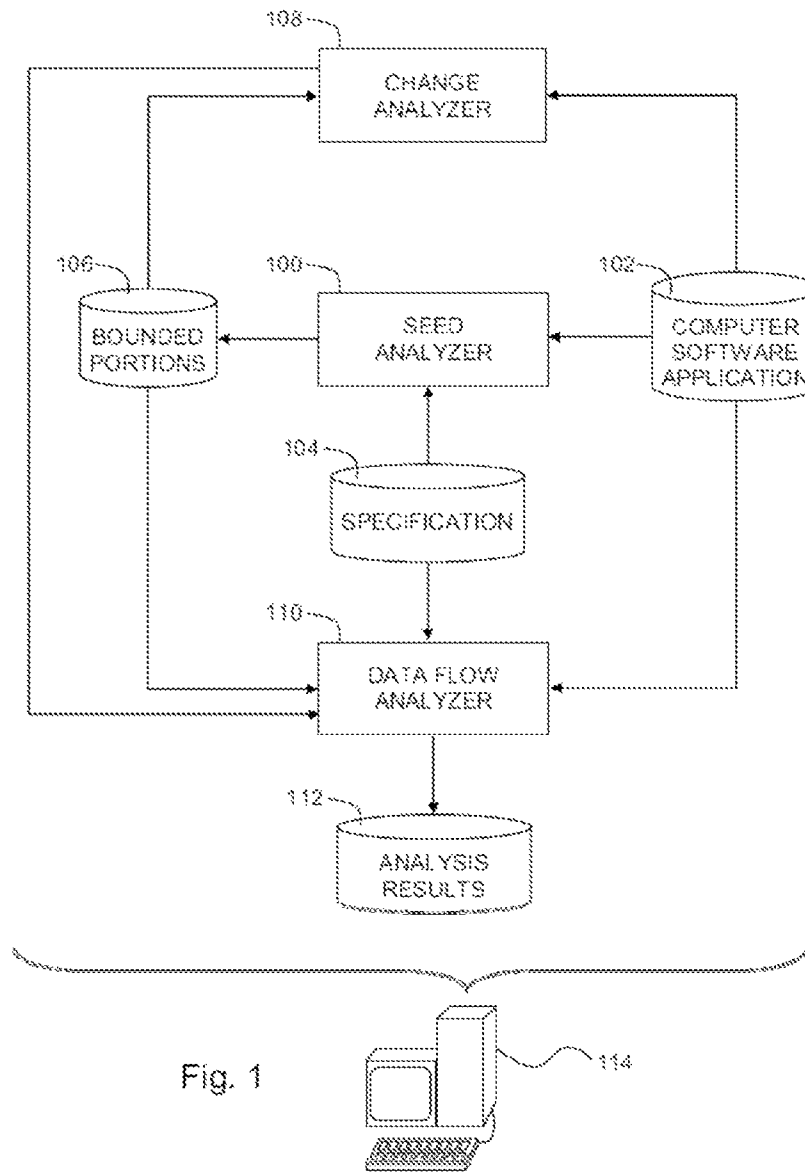 108
CHANGE
ANALYZER
106
100
102
BOUNDED
PORTIONS
SEED
ANALYZER
COMPUTER
SOFTWARE
APPLICATION
104
SPECIFICATION
110
DATA FLOW
ANALYZER
112
ANALYSIS
RESULTS
Fig. 1
114